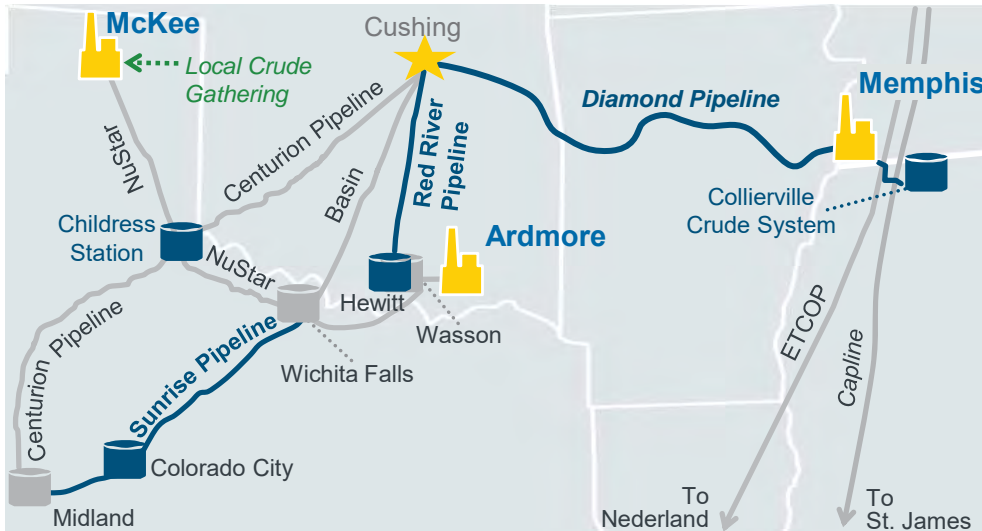 McKee
Cushing
Local Crude
Gathering
Diamond Pipeline
Memphis
NuStar
Centurion Pipeline
Basin
Red River
Pipeline
Collierville
Crude System
Childress
Station
NuStar
Ardmore
Hewitt
Wasson
Centurion Pipeline
Sunrise Pipeline
Wichita Falls
ETCOP
Capline
Colorado City
Midland
To
Nederland
To
St. James